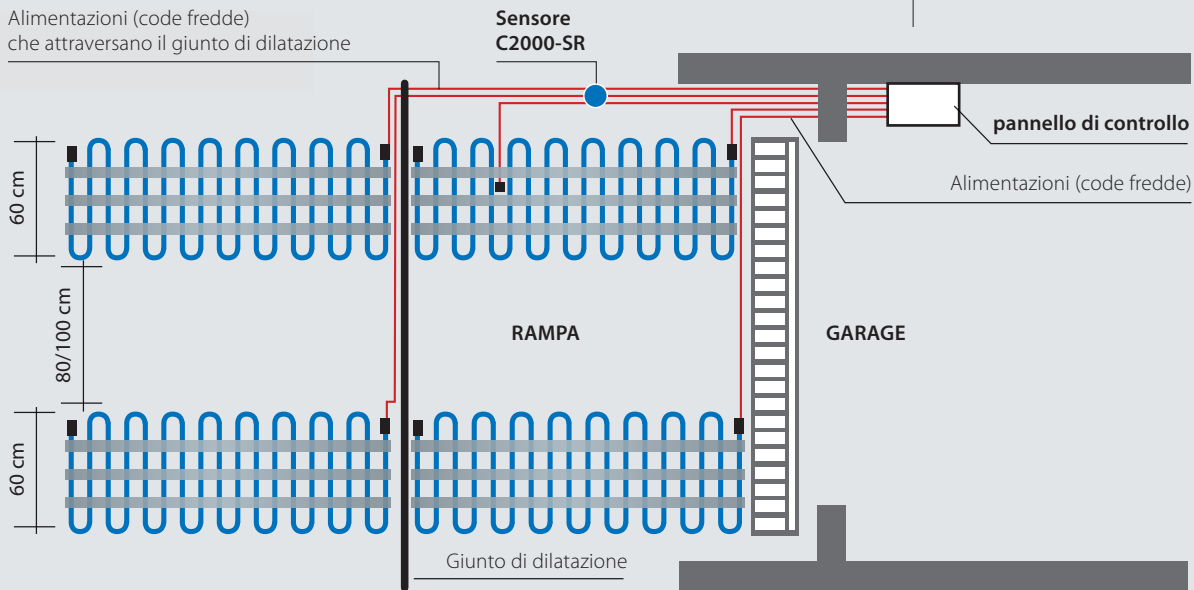 Alimentazioni (code fredde)
che attraversano il giunto di dilatazione
Sensore
C2000-SR
pannello di controllo
Alimentazioni (code fredde)
60 cm
80/100 cm
RAMPA
GARAGE
60 cm
Giunto di dilatazione